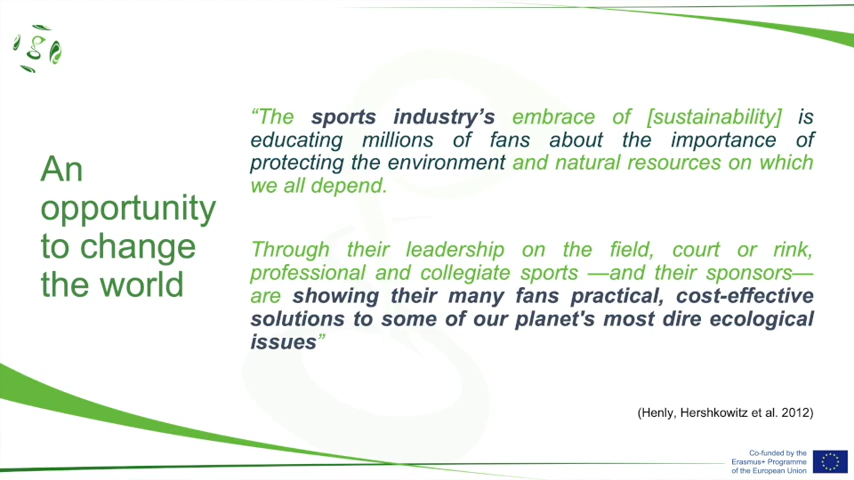 An
opportunity
to change
the world
“The sports industry’s embrace of [sustainability] is
educating millions of fans about the importance of
protecting the environment and natural resources on which
we all depend.
Through their leadership on the field, court or rink,
professional and collegiate sports —and their sponsors—
are showing their many fans practical, cost-effective
solutions to some of our planet's most dire ecological
issues”
(Henly, Hershkowitz et al. 2012)
Co-funded by the
Erasmus+ Programme
of the European Union